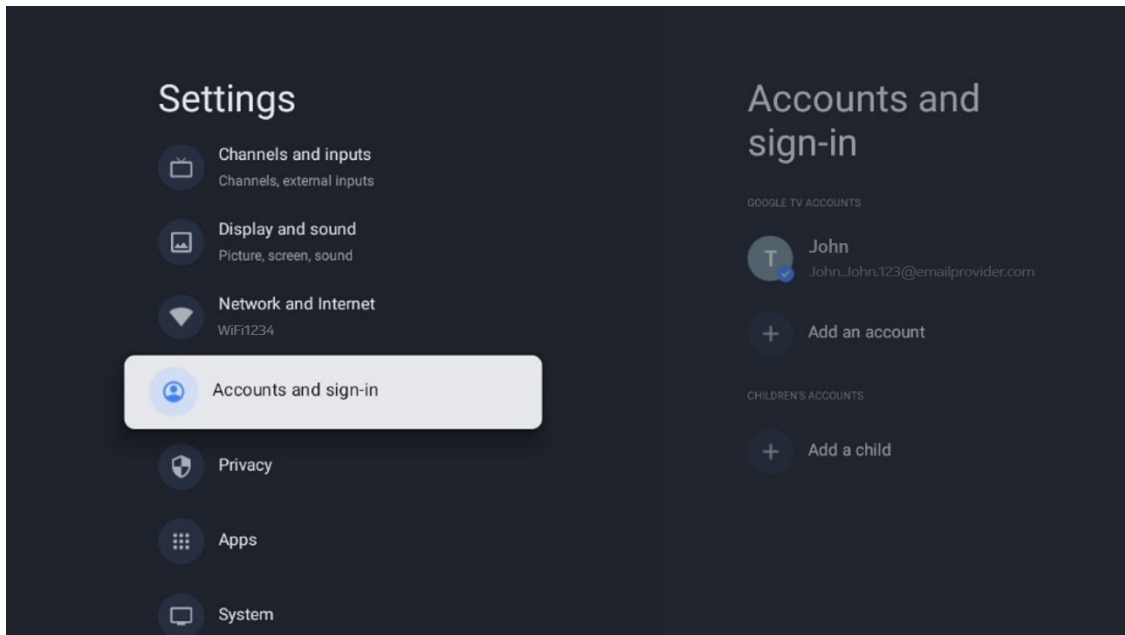 Settings
Channels and inputs
Channels, external inputs
Display and sound
Picture, screen, sound
Network and Internet
WiFi1234
Accounts and sign-in
Privacy
Apps
System
Accounts and
sign-in
GOOGLE TV ACCOUNTS
T
John
John.John.123@emailprovider.com
Add an account
CHILDREN'S ACCOUNTS
Add a child